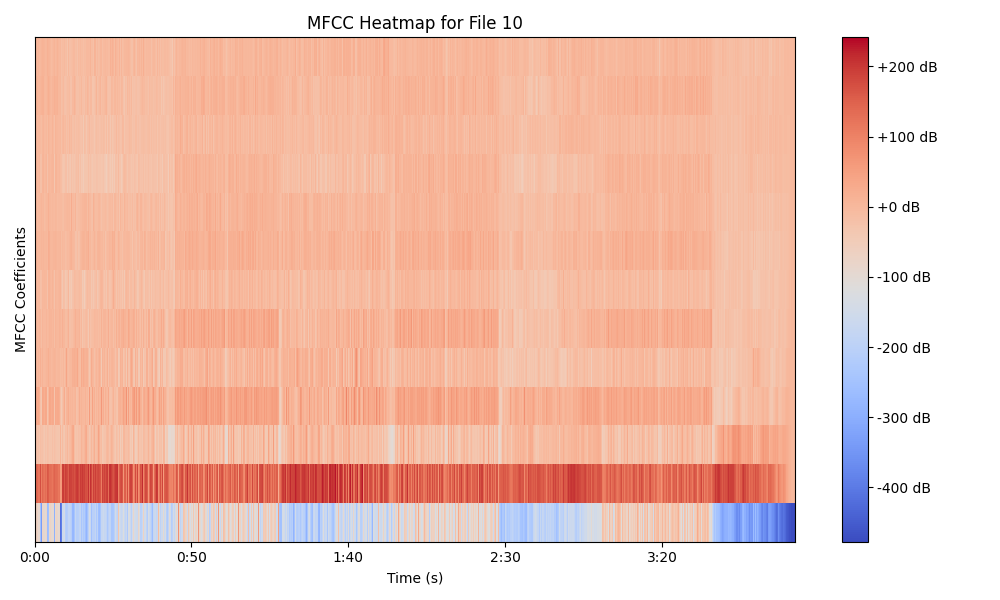 MFCC Heatmap for File 10
MFCC Coefficients
+200 dB
+100 dB
+0 dB
-100 dB
-200 dB
-300 dB
-400 dB
0:00 0:50 1:40 2:30 3:20
Time (s)